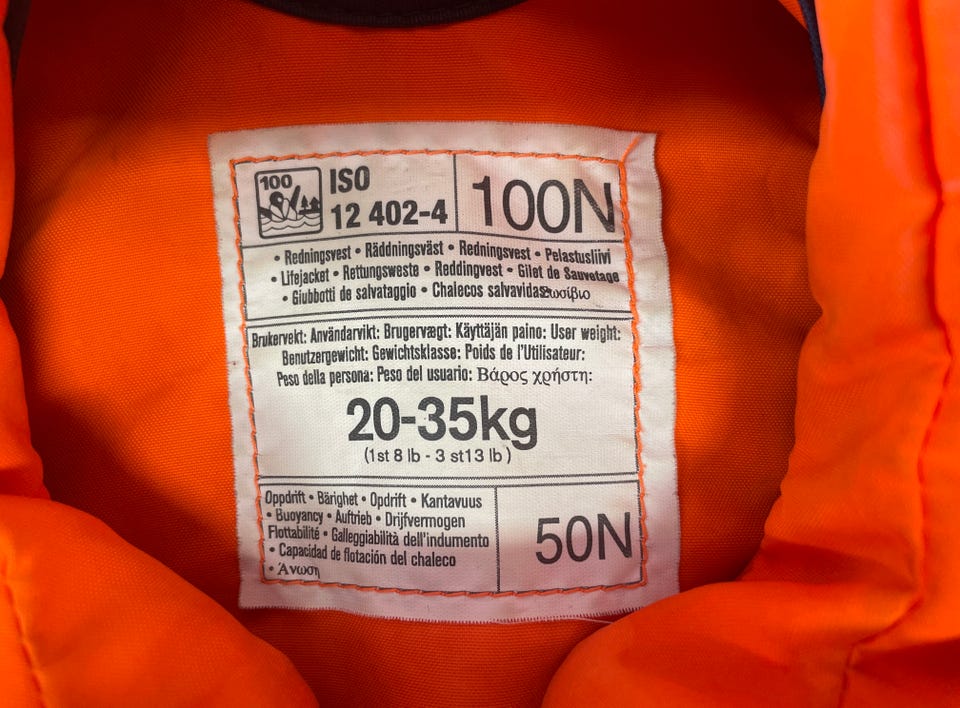 100
ISO
12 402-4
100N
• Redningsvest • Räddningsväst • Redningsvest • Pelastusliivi
• Lifejacket • Rettungsweste • Reddingvest • Gilet de Sauvetage
• Giubbotti de salvataggio • Chalecos salvavidas Σωσίβιο
Brukervekt: Användarvikt: Brugervægt: Käyttäjän paino: User weight:
Benutzergewicht: Gewichtsklasse: Poids de l'Utilisateur:
Peso della persona: Peso del usuario: Βάρος χρήστη:
20-35kg
(1st 8 lb - 3 st13 lb )
Oppdrift • Bärighet • Opdrift • Kantavuus
• Buoyancy • Auftrieb • Drijfvermogen
Flottabilité • Galleggiabilità dell'indumento
• Capacidad de flotación del chaleco
• Άνωση
50N